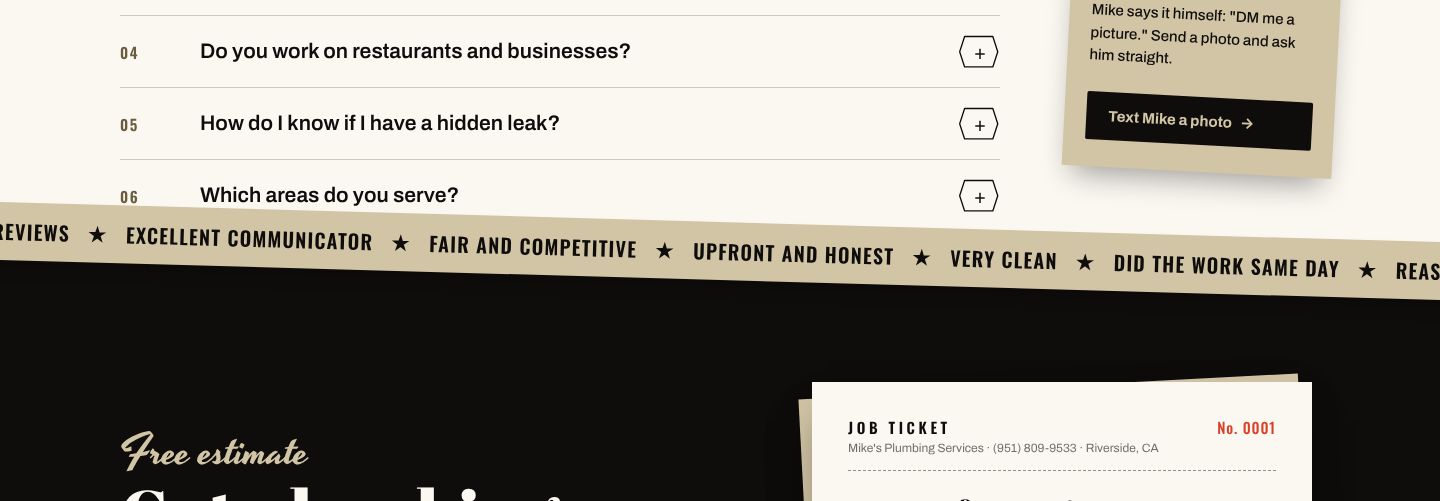 04 Do you work on restaurants and businesses? +
05 How do I know if I have a hidden leak? +
06 Which areas do you serve? +
Mike says it himself: "DM me a
picture." Send a photo and ask
him straight.
Text Mike a photo →
REVIEWS ★ EXCELLENT COMMUNICATOR ★ FAIR AND COMPETITIVE ★ UPFRONT AND HONEST ★ VERY CLEAN ★ DID THE WORK SAME DAY ★ REAS
Free estimate
JOB TICKET No. 0001
Mike's Plumbing Services · (951) 809-9533 · Riverside, CA